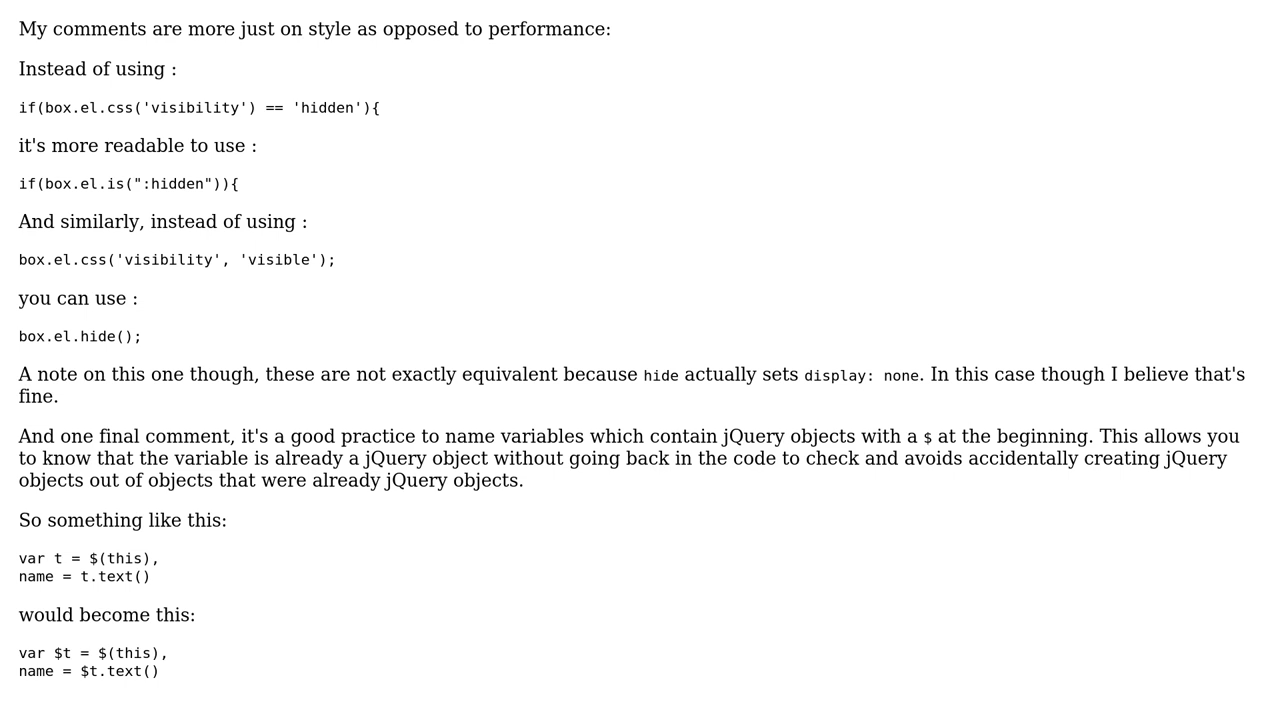 My comments are more just on style as opposed to performance:
Instead of using :
if(box.el.css('visibility') == 'hidden'){
it's more readable to use :
if(box.el.is(":hidden")){
And similarly, instead of using :
box.el.css('visibility', 'visible');
you can use :
box.el.hide();
A note on this one though, these are not exactly equivalent because hide actually sets display: none. In this case though I believe that's
fine.
And one final comment, it's a good practice to name variables which contain jQuery objects with a $ at the beginning. This allows you
to know that the variable is already a jQuery object without going back in the code to check and avoids accidentally creating jQuery
objects out of objects that were already jQuery objects.
So something like this:
var t = $(this),
name = t.text()
would become this:
var $t = $(this),
name = $t.text()